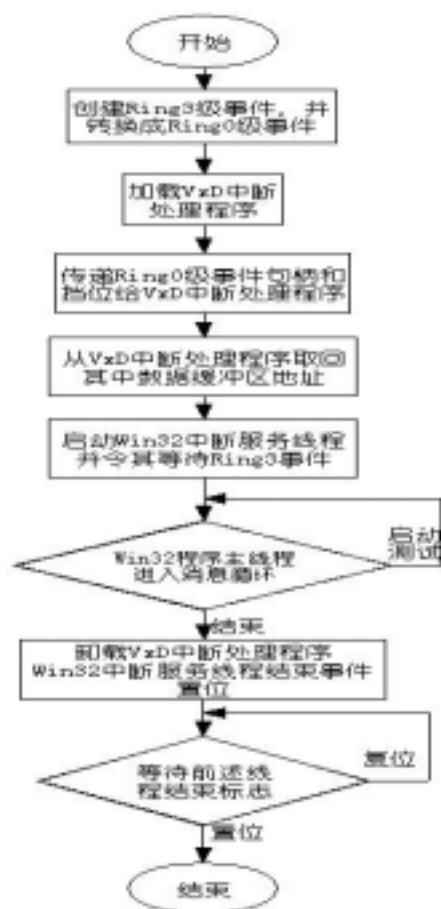 开始
创建Ring3级事件，并
转换成Ring0级事件
加载VxD中断
处理程序
传递Ring0级事件句柄和
挡位给VxD中断处理程序
从VxD中断处理程序取回
其中数据缓冲区地址
启动Win32中断服务线程
并令其等待Ring3事件
启动
测试
Win32程序主线程
进入消息循环
结束
卸载VxD中断处理程序
Win32中断服务线程结束事件
置位
复位
等待前述线
程结束标志
置位
结束